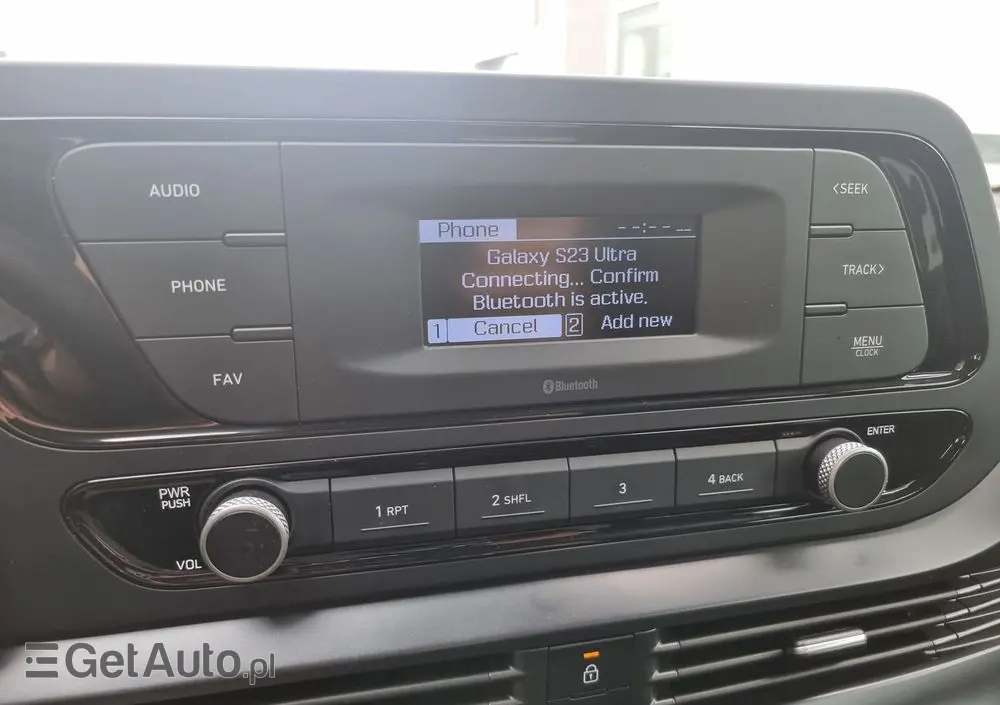 AUDIO
PHONE
FAV
Phone --:-- --
Galaxy S23 Ultra
Connecting... Confirm
Bluetooth is active.
1 Cancel 2 Add new
Bluetooth
<SEEK
TRACK>
MENU
CLOCK
PWR
PUSH
VOL
1 RPT
2 SHFL
3
4 BACK
ENTER
GetAuto.pl